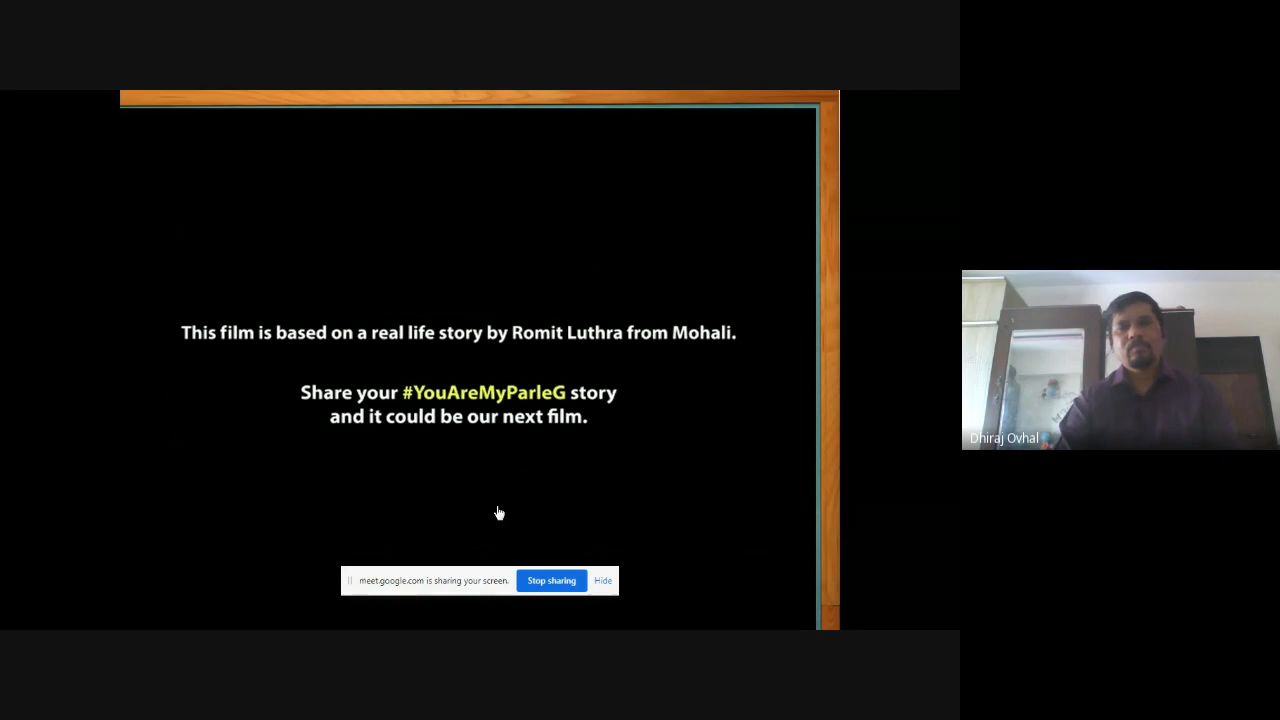 This film is based on a real life story by Romit Luthra from Mohali.
Share your #YouAreMyParleG story
and it could be our next film.
meet.google.com is sharing your screen.
Stop sharing
Hide
Dhiraj Ovhal